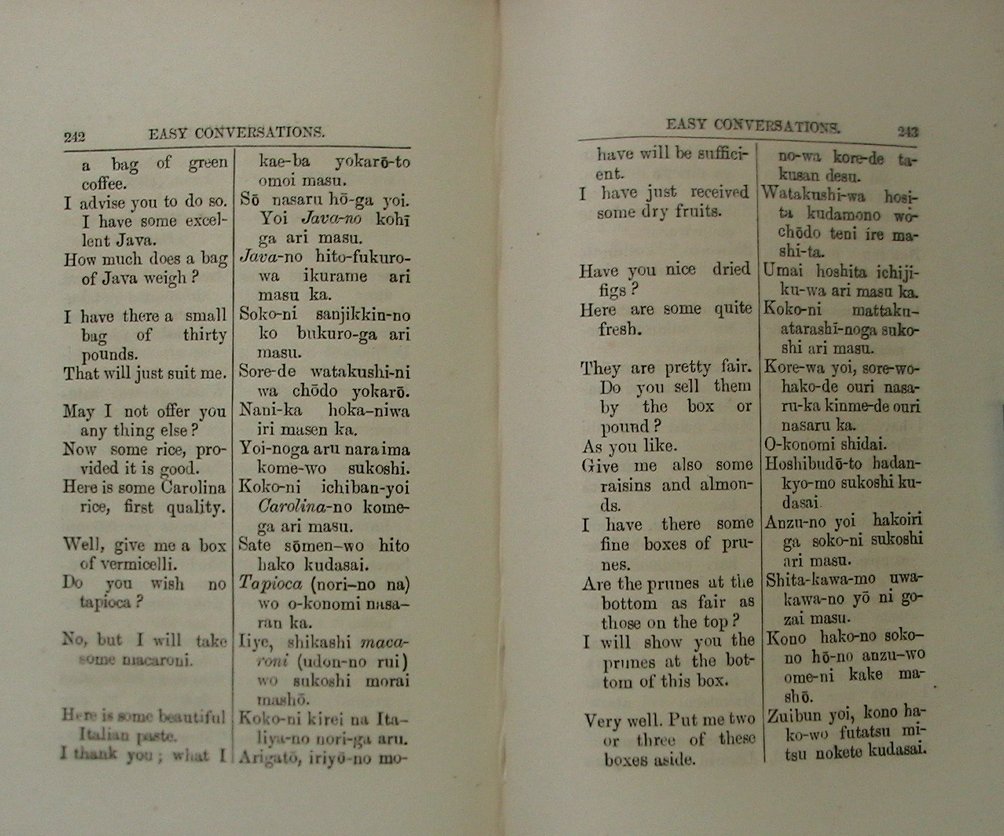 242 EASY CONVERSATIONS.
a bag of green
coffee.
I advise you to do so.
I have some excel-
lent Java.
How much does a bag
of Java weigh ?
I have there a small
bag of thirty
pounds.
That will just suit me.
May I not offer you
any thing else ?
Now some rice, pro-
vided it is good.
Here is some Carolina
rice, first quality.
Well, give me a box
of vermicelli.
Do you wish no
tapioca ?
No, but I will take
some macaroni.
Here is some beautiful
Italian paste.
I thank you ; what I
kae-ba yokarō-to
omoi masu.
Sō nasaru hō-ga yoi.
Yoi Java-no kohī
ga ari masu.
Java-no hito-fukuro-
wa ikurame ari
masu ka.
Soko-ni sanjikkin-no
ko bukuro-ga ari
masu.
Sore-de watakushi-ni
wa chōdo yokarō.
Nani-ka hoka-niwa
iri masen ka.
Yoi-noga aru naraima
kome-wo sukoshi.
Koko-ni ichiban-yoi
Carolina-no kome-
ga ari masu.
Sate sōmen-wo hito
hako kudasai.
Tapioca (nori-no na)
wo o-konomi nasa-
ran ka.
Iiye, shikashi maca-
roni (udon-no rui)
wo sukoshi morai
mashō.
Koko-ni kirei na Ita-
liya-no nori-ga aru.
Arigatō, iriyō-no mo-
EASY CONVERSATIONS. 243
have will be suffici-
ent.
I have just received
some dry fruits.
Have you nice dried
figs ?
Here are some quite
fresh.
They are pretty fair.
Do you sell them
by the box or
pound ?
As you like.
Give me also some
raisins and almon-
ds.
I have there some
fine boxes of pru-
nes.
Are the prunes at the
bottom as fair as
those on the top ?
I will show you the
prunes at the bot-
tom of this box.
Very well. Put me two
or three of these
boxes aside.
no-wa kore-de ta-
kusan desu.
Watakushi-wa hosi-
ta kudamono wo-
chōdo teni ire ma-
shi-ta.
Umai hoshita ichiji-
ku-wa ari masu ka.
Koko-ni mattaku-
atarashī-noga suko-
shi ari masu.
Kore-wa yoi, sore-wo-
hako-de ouri nasa-
ru-ka kinme-de ouri
nasaru ka.
O-konomi shidai.
Hoshibudō-to hadan-
kyo-mo sukoshi ku-
dasai
Anzu-no yoi hakoiri
ga soko-ni sukoshi
ari masu.
Shita-kawa-mo uwa-
kawa-no yō ni go-
zai masu.
Kono hako-no soko-
no hō-no anzu-wo
ome-ni kake ma-
shō.
Zuibun yoi, kono ha-
ko-wo futatsu mi-
tsu nokete kudasai.